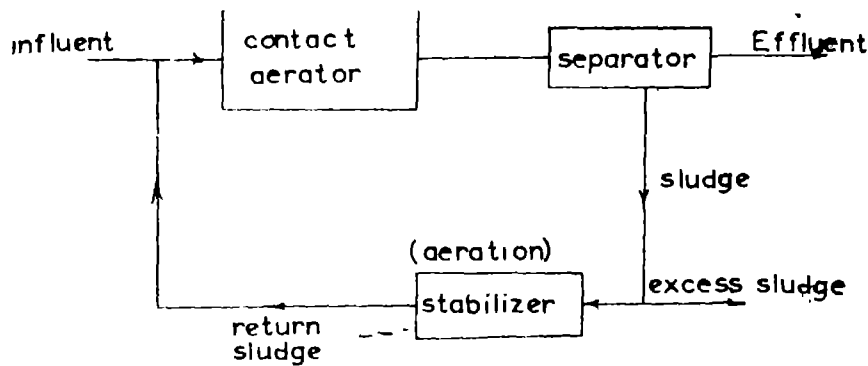 influent
contact
aerator
separator
Effluent
sludge
(aeration)
stabilizer
excess sludge
return
sludge